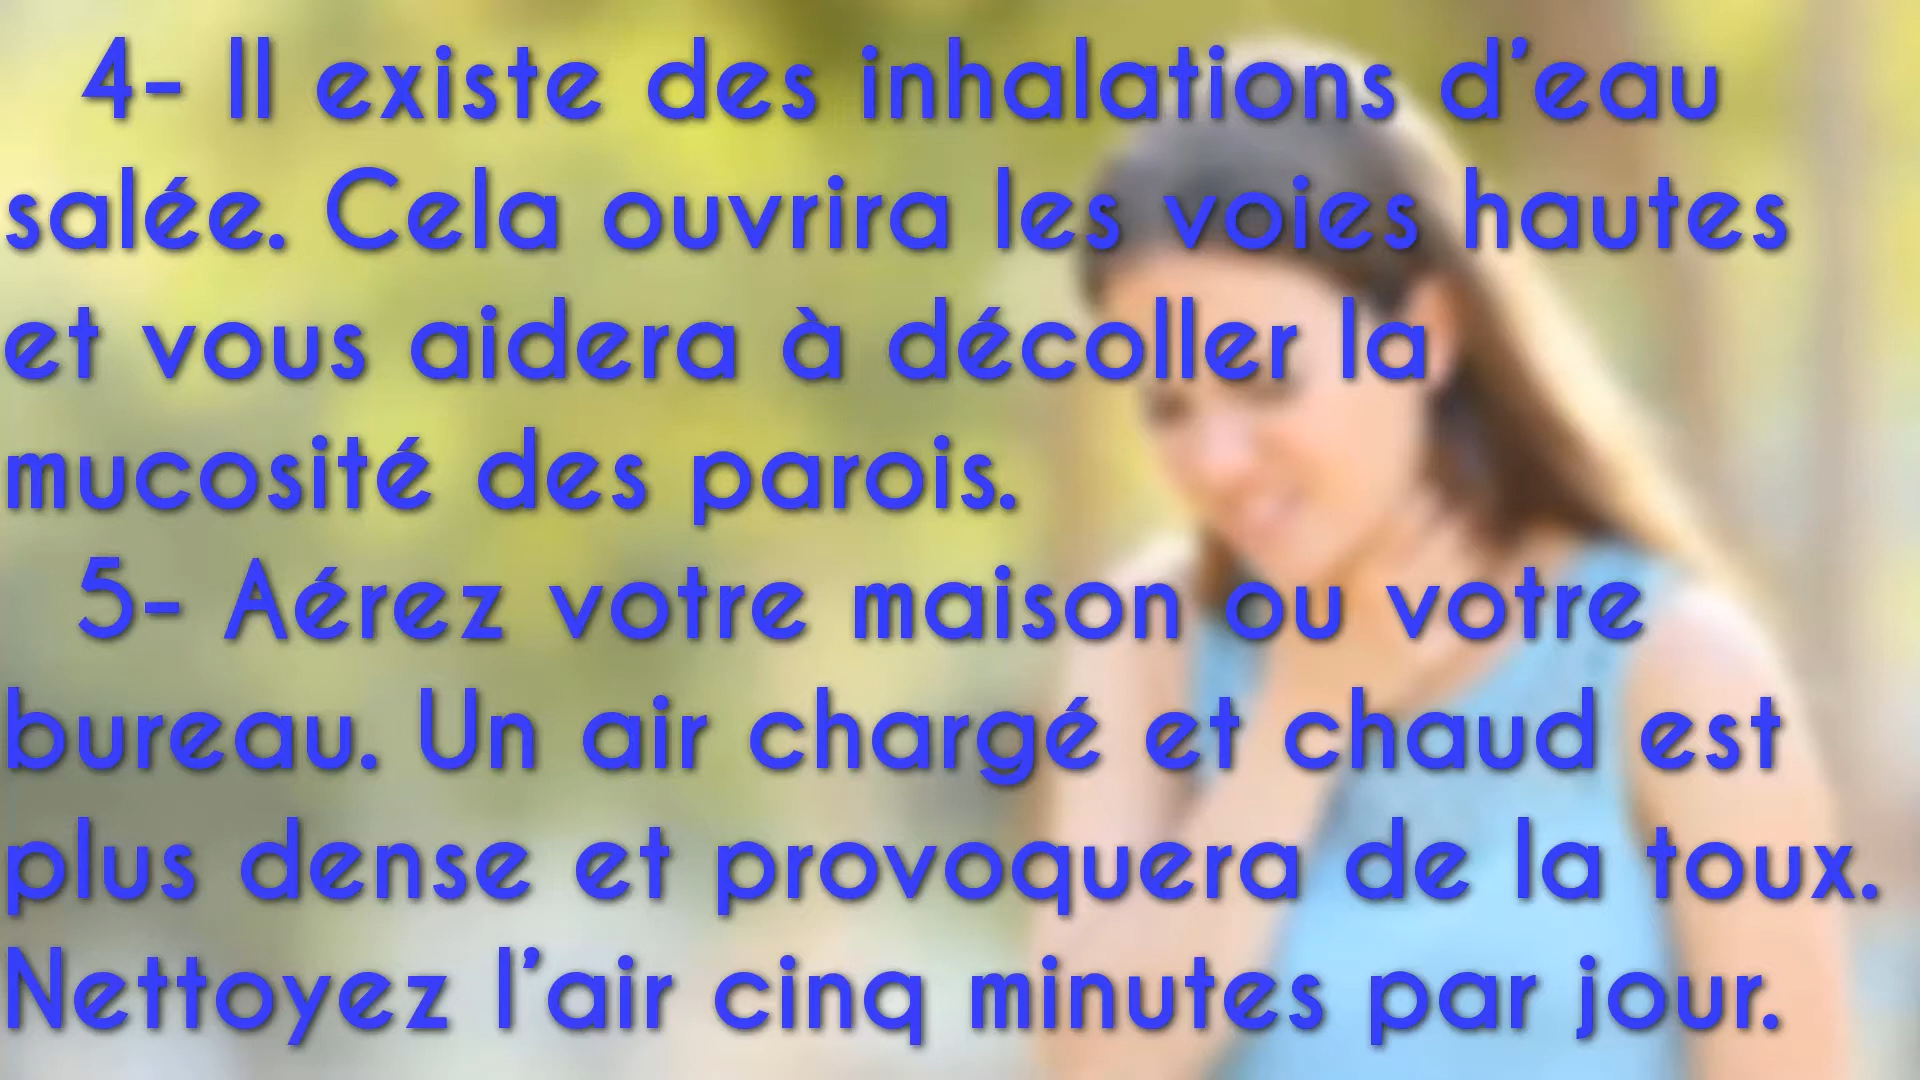 4- Il existe des inhalations d'eau
salée. Cela ouvrira les voies hautes
et vous aidera à décoller la
mucosité des parois.
5- Aérez votre maison ou votre
bureau. Un air chargé et chaud est
plus dense et provoquera de la toux.
Nettoyez l'air cinq minutes par jour.